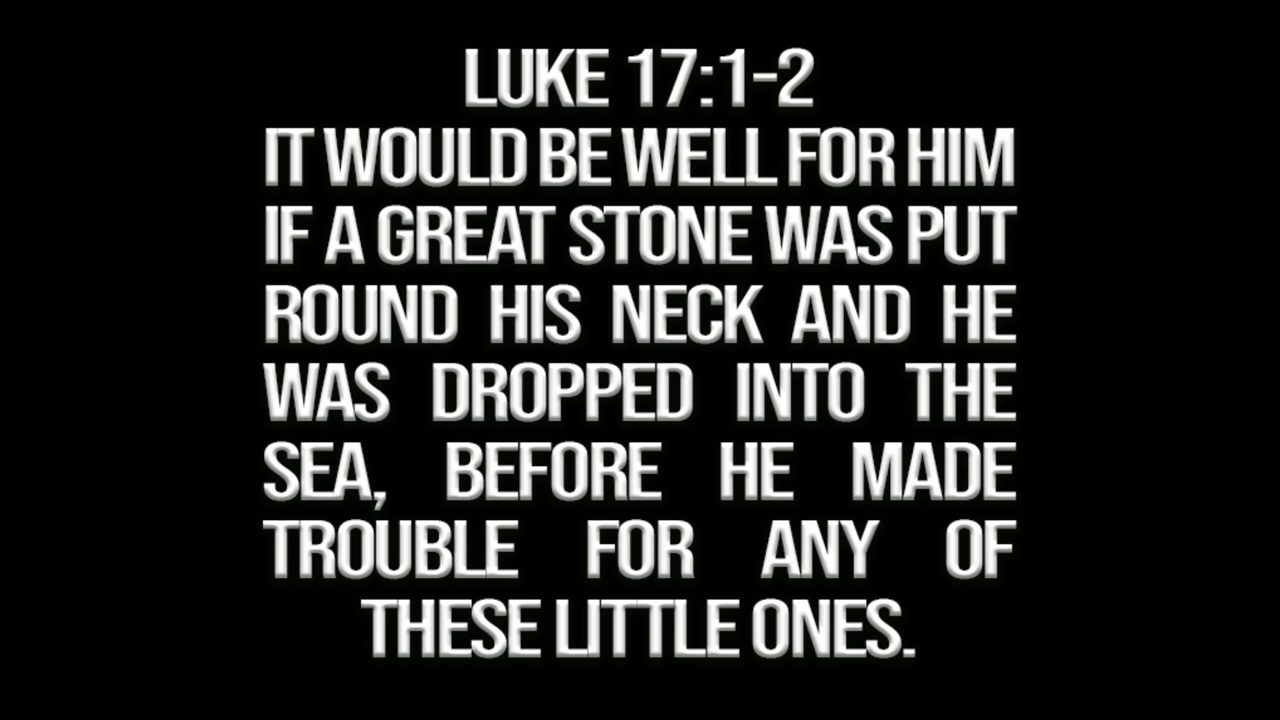 LUKE 17:1-2
IT WOULD BE WELL FOR HIM
IF A GREAT STONE WAS PUT
ROUND HIS NECK AND HE
WAS DROPPED INTO THE
SEA, BEFORE HE MADE
TROUBLE FOR ANY OF
THESE LITTLE ONES.